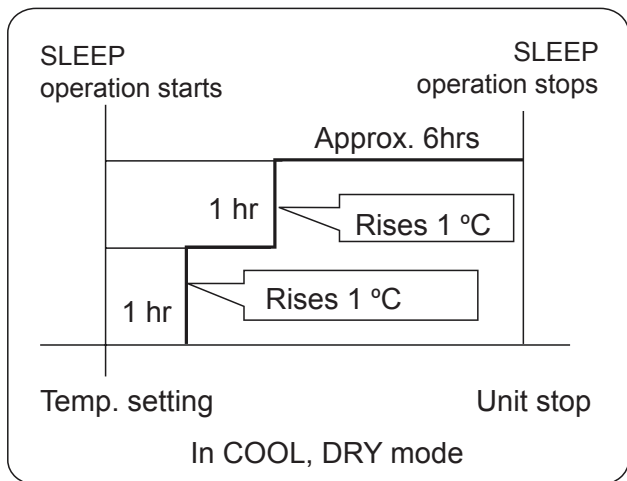 SLEEP
operation starts
SLEEP
operation stops
Approx. 6hrs
1 hr
Rises 1 ºC
1 hr
Rises 1 ºC
Temp. setting
Unit stop
In COOL, DRY mode